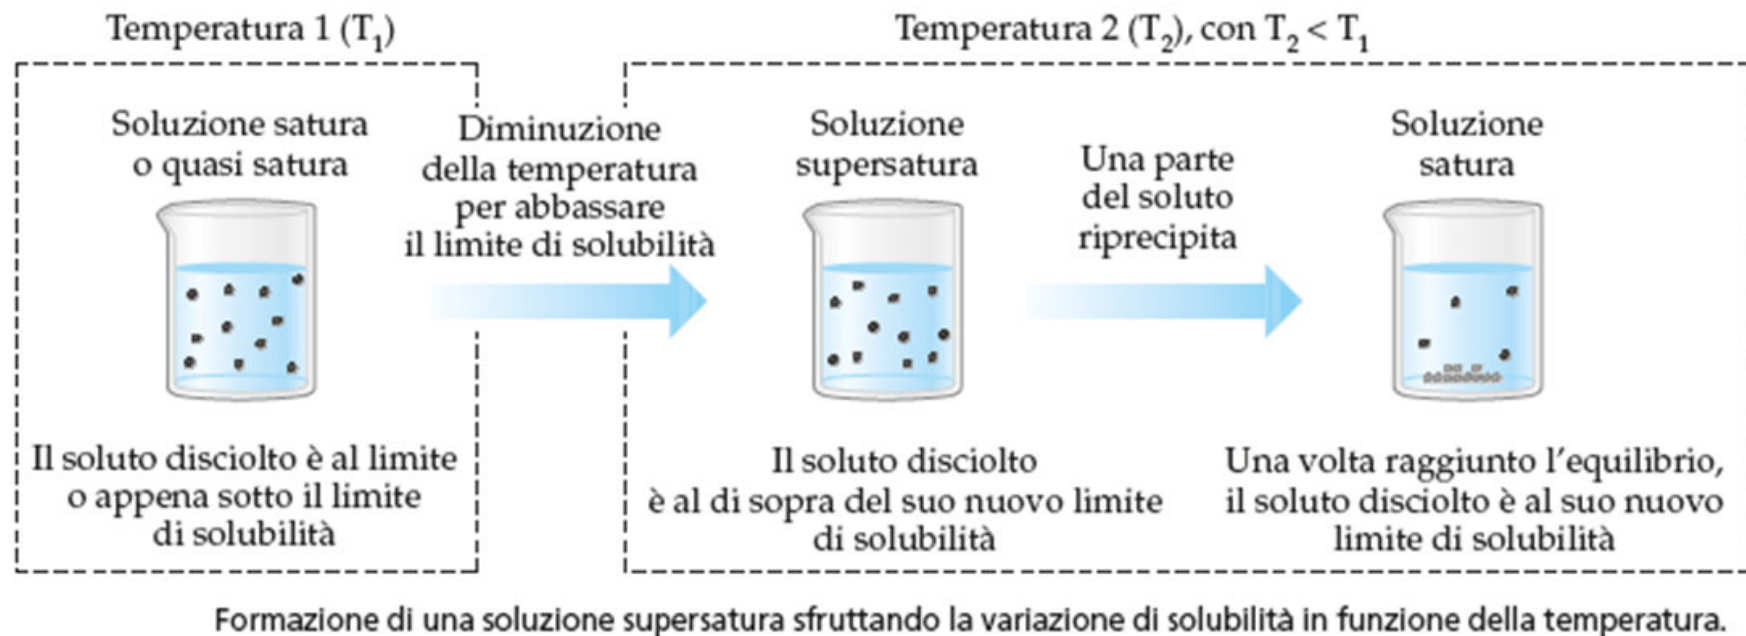 Temperatura 1 (T1)
Soluzione satura
o quasi satura
Il soluto disciolto è al limite
o appena sotto il limite
di solubilità
Diminuzione
della temperatura
per abbassare
il limite di solubilità
Temperatura 2 (T2), con T2 < T1
Soluzione
supersatura
Il soluto disciolto
è al di sopra del suo nuovo limite
di solubilità
Una parte
del soluto
riprecipita
Soluzione
satura
Una volta raggiunto l’equilibrio,
il soluto disciolto è al suo nuovo
limite di solubilità
Formazione di una soluzione supersatura sfruttando la variazione di solubilità in funzione della temperatura.